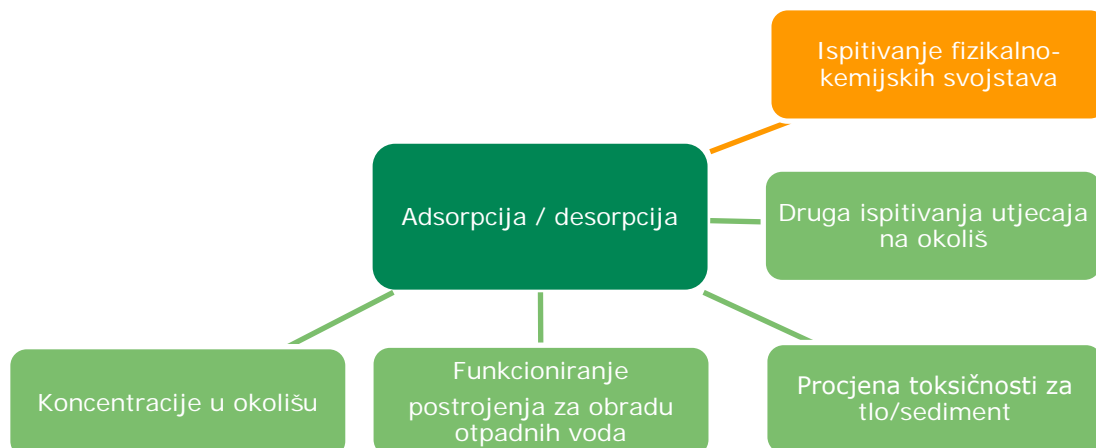 Ispitivanje fizikalno-
kemijskih svojstava
Adsorpcija / desorpcija
Druga ispitivanja utjecaja
na okoliš
Koncentracije u okolišu
Funkcioniranje
postrojenja za obradu
otpadnih voda
Procjena toksičnosti za
tlo/sediment